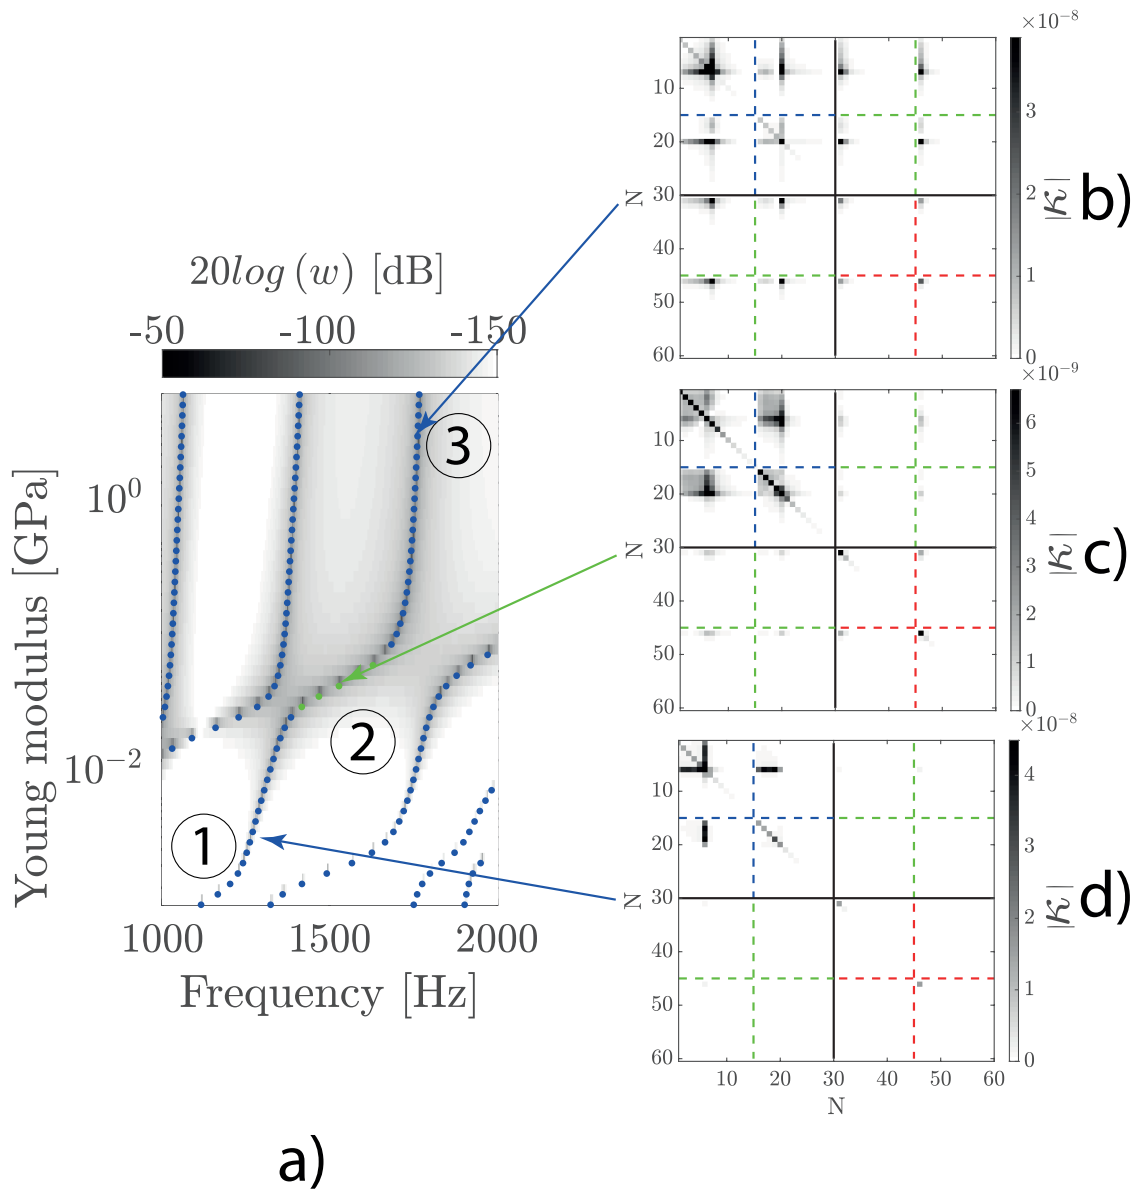 20log (w) [dB]
-50 -100 -150
Young modulus [GPa]
10^0
10^-2
1
2
3
1000 1500 2000
Frequency [Hz]
a)
×10^-8
10
20
30
40
50
60
N
3
2
1
0
|κ|
b)
×10^-9
10
20
30
40
50
60
N
6
5
4
3
2
1
0
|κ|
c)
×10^-8
10
20
30
40
50
60
N
10 20 30 40 50 60
N
4
3
2
1
0
|κ|
d)